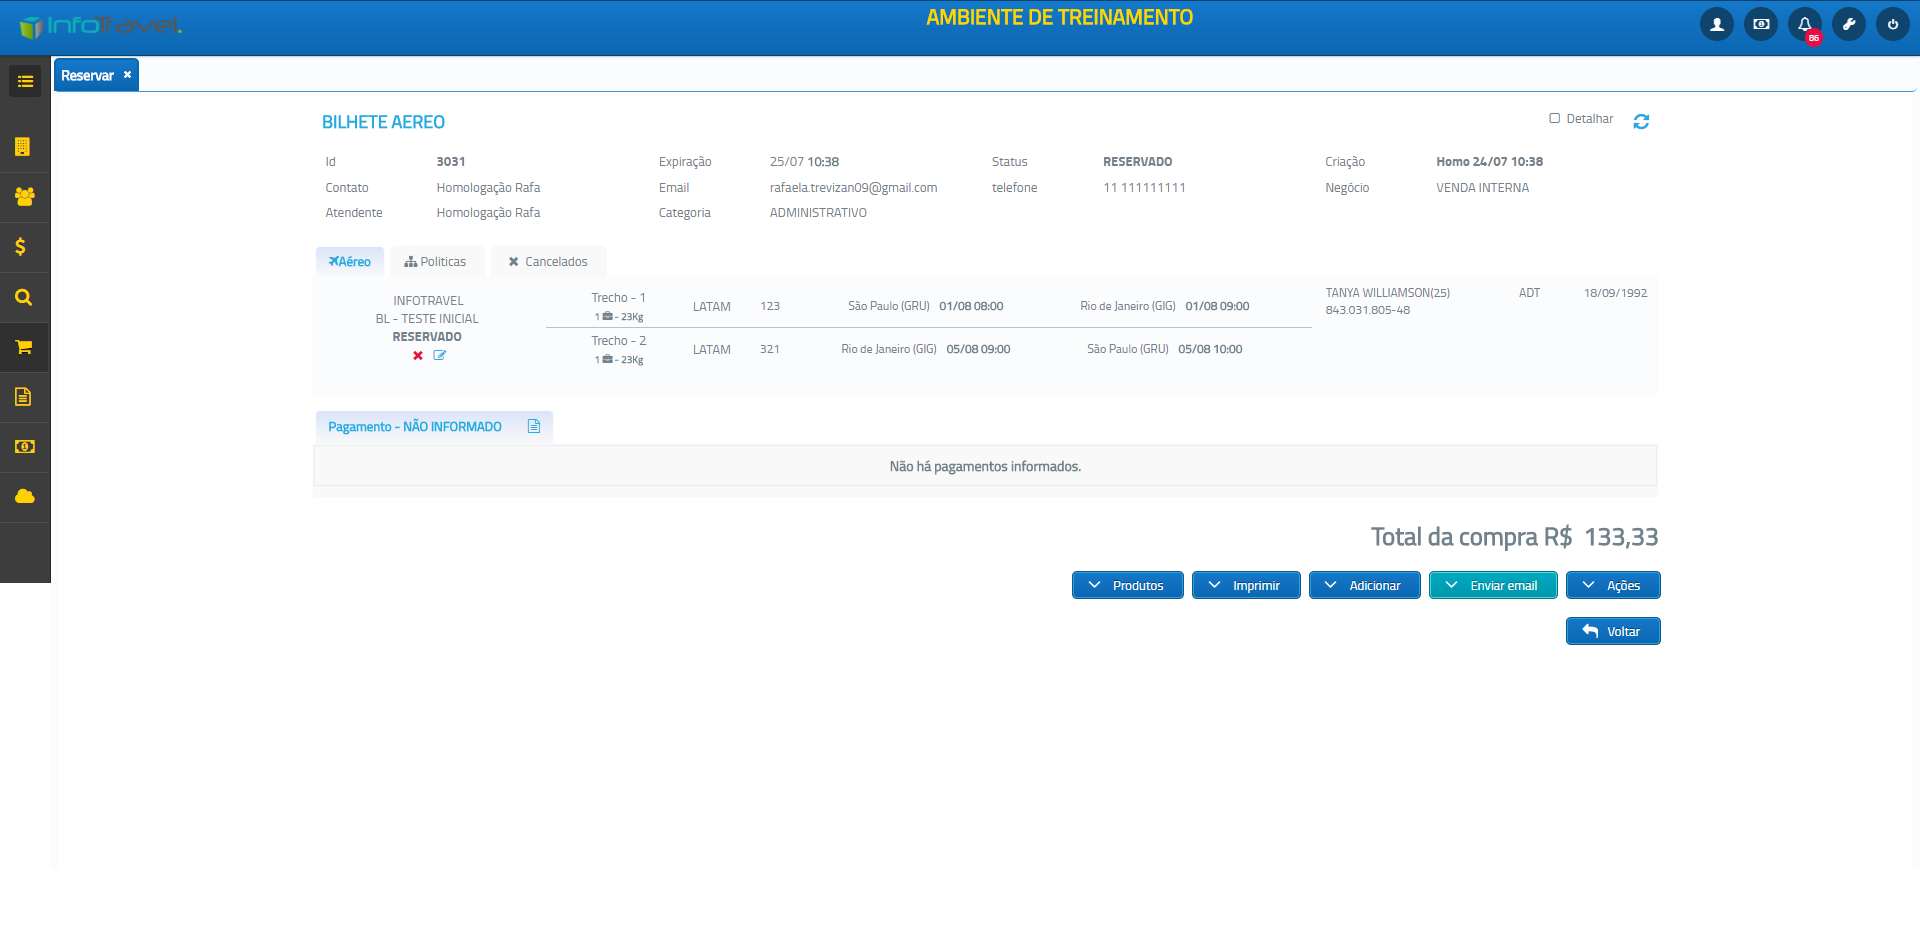 InfoTravel.
AMBIENTE DE TREINAMENTO
86
Reservar ×
BILHETE AEREO
Detalhar
Id 3031 Expiração 25/07 10:38 Status RESERVADO Criação Homo 24/07 10:38
Contato Homologação Rafa Email rafaela.trevizan09@gmail.com telefone 11 111111111 Negócio VENDA INTERNA
Atendente Homologação Rafa Categoria ADMINISTRATIVO
Aéreo Politicas Cancelados
INFOTRAVEL
BL - TESTE INICIAL
RESERVADO
Trecho - 1 LATAM 123 São Paulo (GRU) 01/08 08:00 Rio de Janeiro (GIG) 01/08 09:00
1 - 23Kg
Trecho - 2 LATAM 321 Rio de Janeiro (GIG) 05/08 09:00 São Paulo (GRU) 05/08 10:00
1 - 23Kg
TANYA WILLIAMSON(25) ADT 18/09/1992
843.031.805-48
Pagamento - NÃO INFORMADO
Não há pagamentos informados.
Total da compra R$ 133,33
Produtos Imprimir Adicionar Enviar email Ações
Voltar